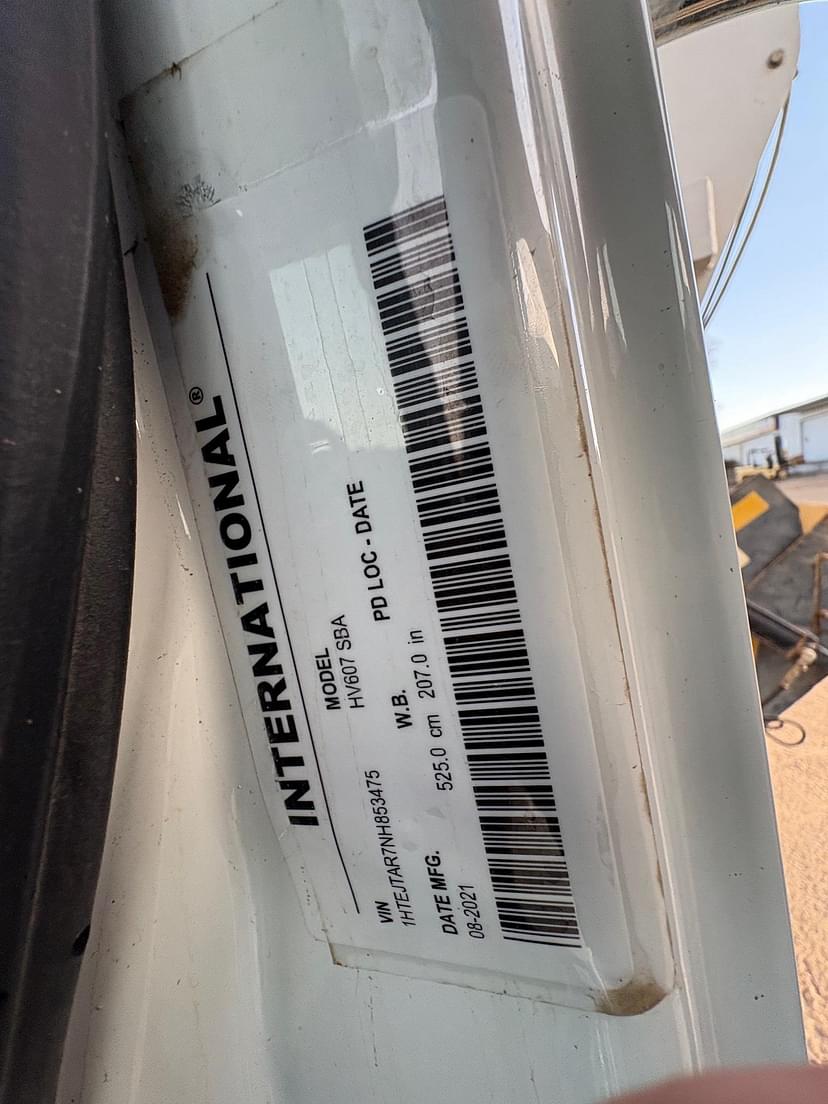 INTERNATIONAL®
MODEL
HV607 SBA
VIN
1HTEJTAR7NH853475
W.B.
PD LOC - DATE
DATE MFG.
525.0 cm 207.0 in
08-2021